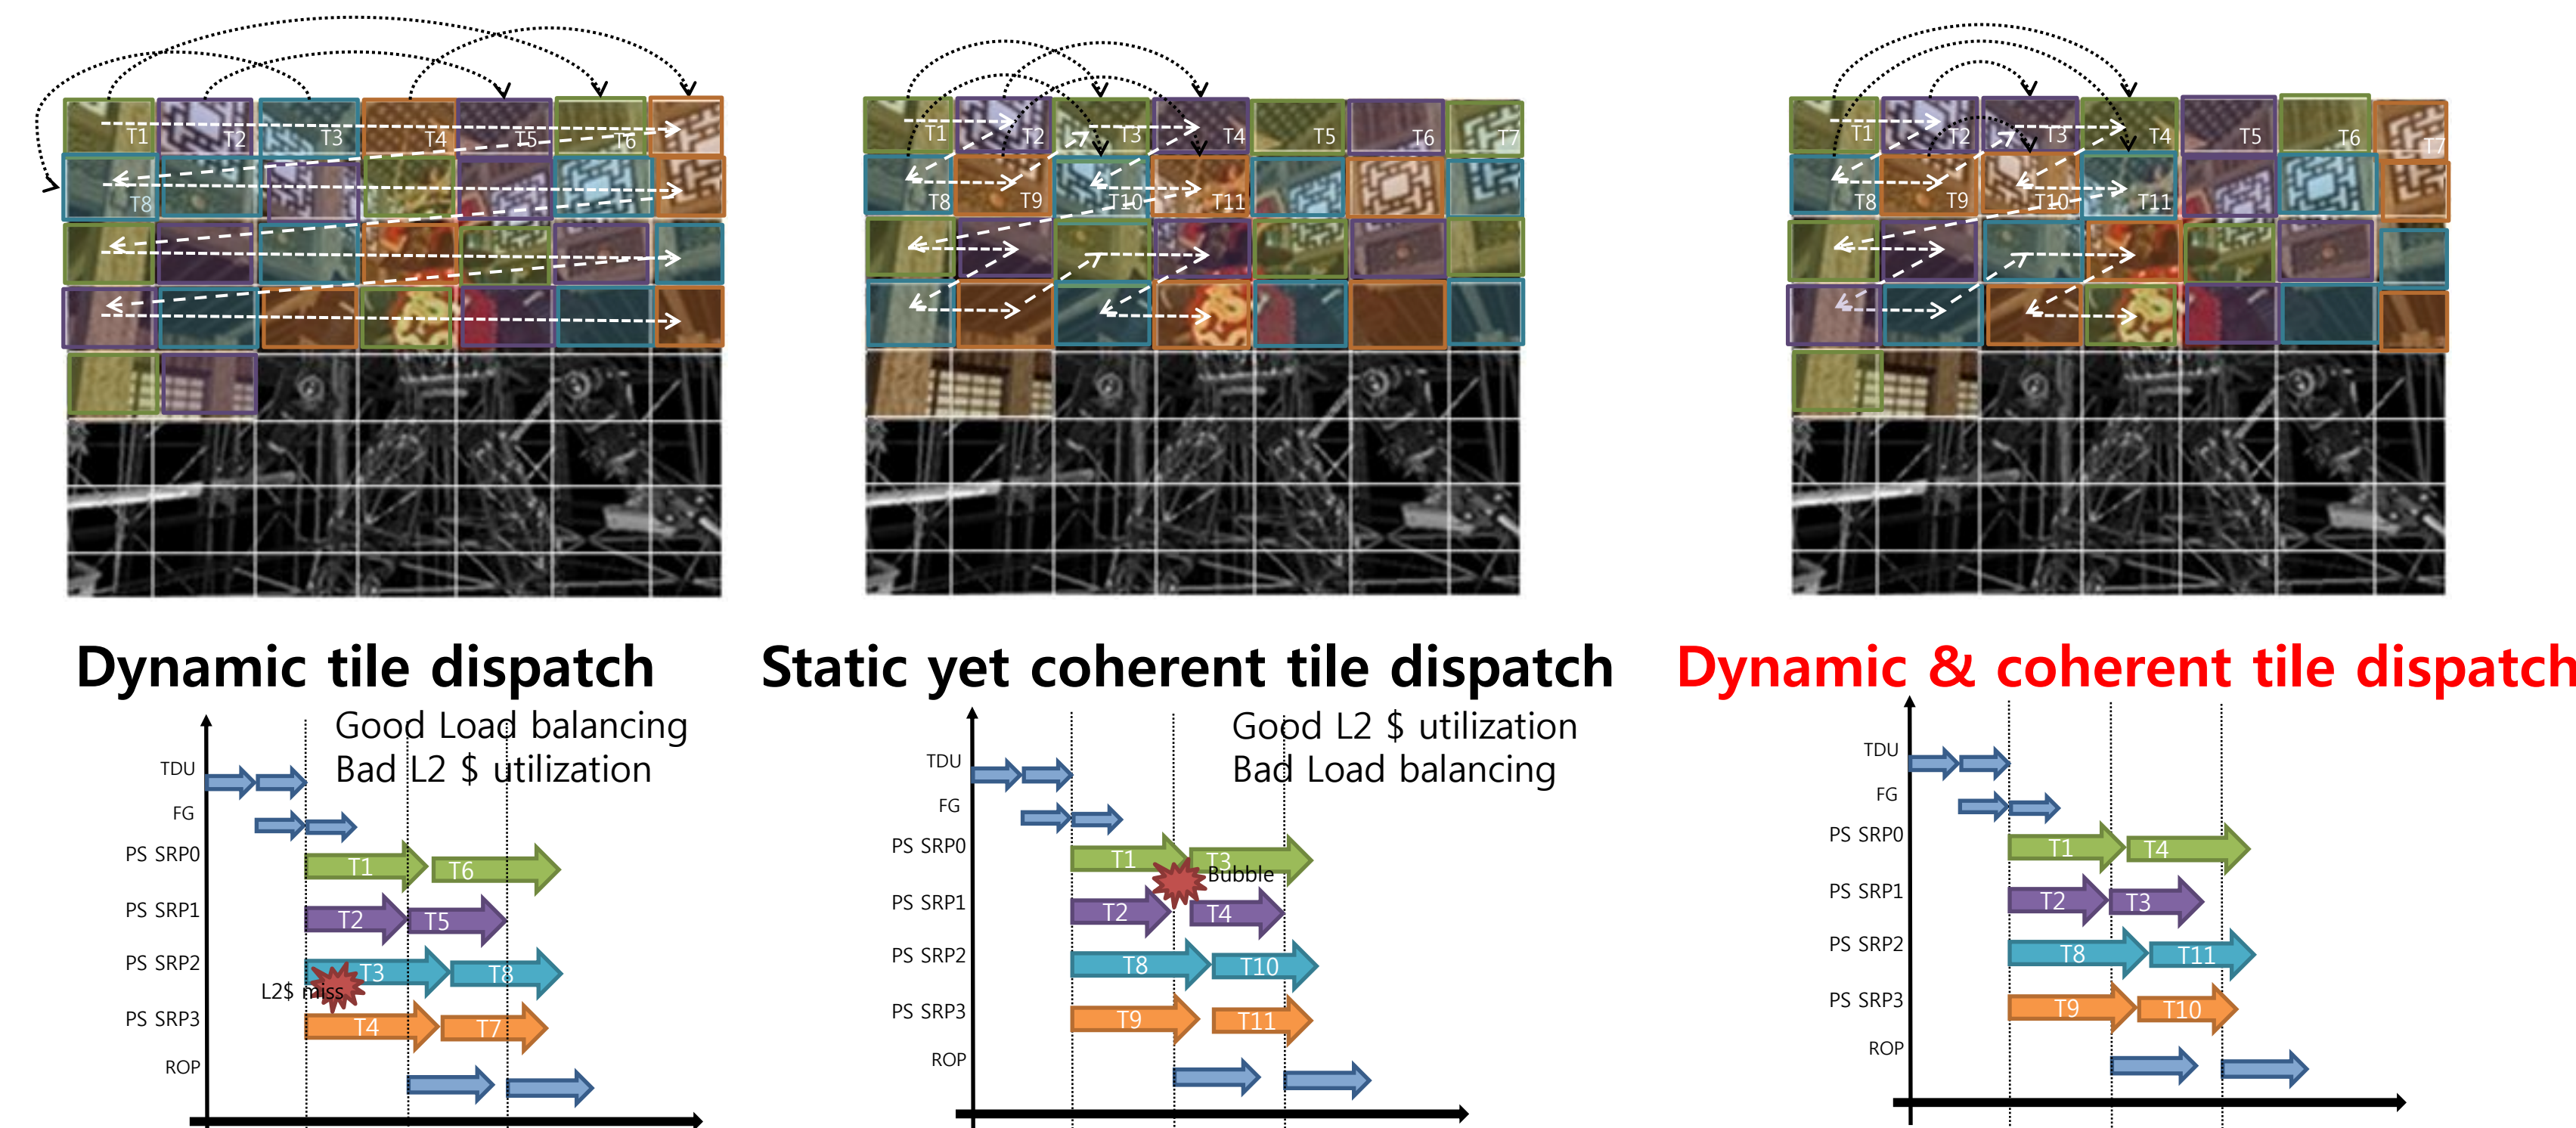 T1 T2 T3 T4 T5 T6
T8
T1 T2 T3 T4 T5 T6 T7
T8 T9 T10 T11
T1 T2 T3 T4 T5 T6 T7
T8 T9 T10 T11
Dynamic tile dispatch
Good Load balancing
Bad L2 $ utilization
TDU
FG
PS SRP0 T1 T6
PS SRP1 T2 T5
PS SRP2 T3 T8
L2$ miss
PS SRP3 T4 T7
ROP
Static yet coherent tile dispatch
Good L2 $ utilization
Bad Load balancing
TDU
FG
PS SRP0 T1 T3
Bubble
PS SRP1 T2 T4
PS SRP2 T8 T10
PS SRP3 T9 T11
ROP
Dynamic & coherent tile dispatch
TDU
FG
PS SRP0 T1 T4
PS SRP1 T2 T3
PS SRP2 T8 T11
PS SRP3 T9 T10
ROP